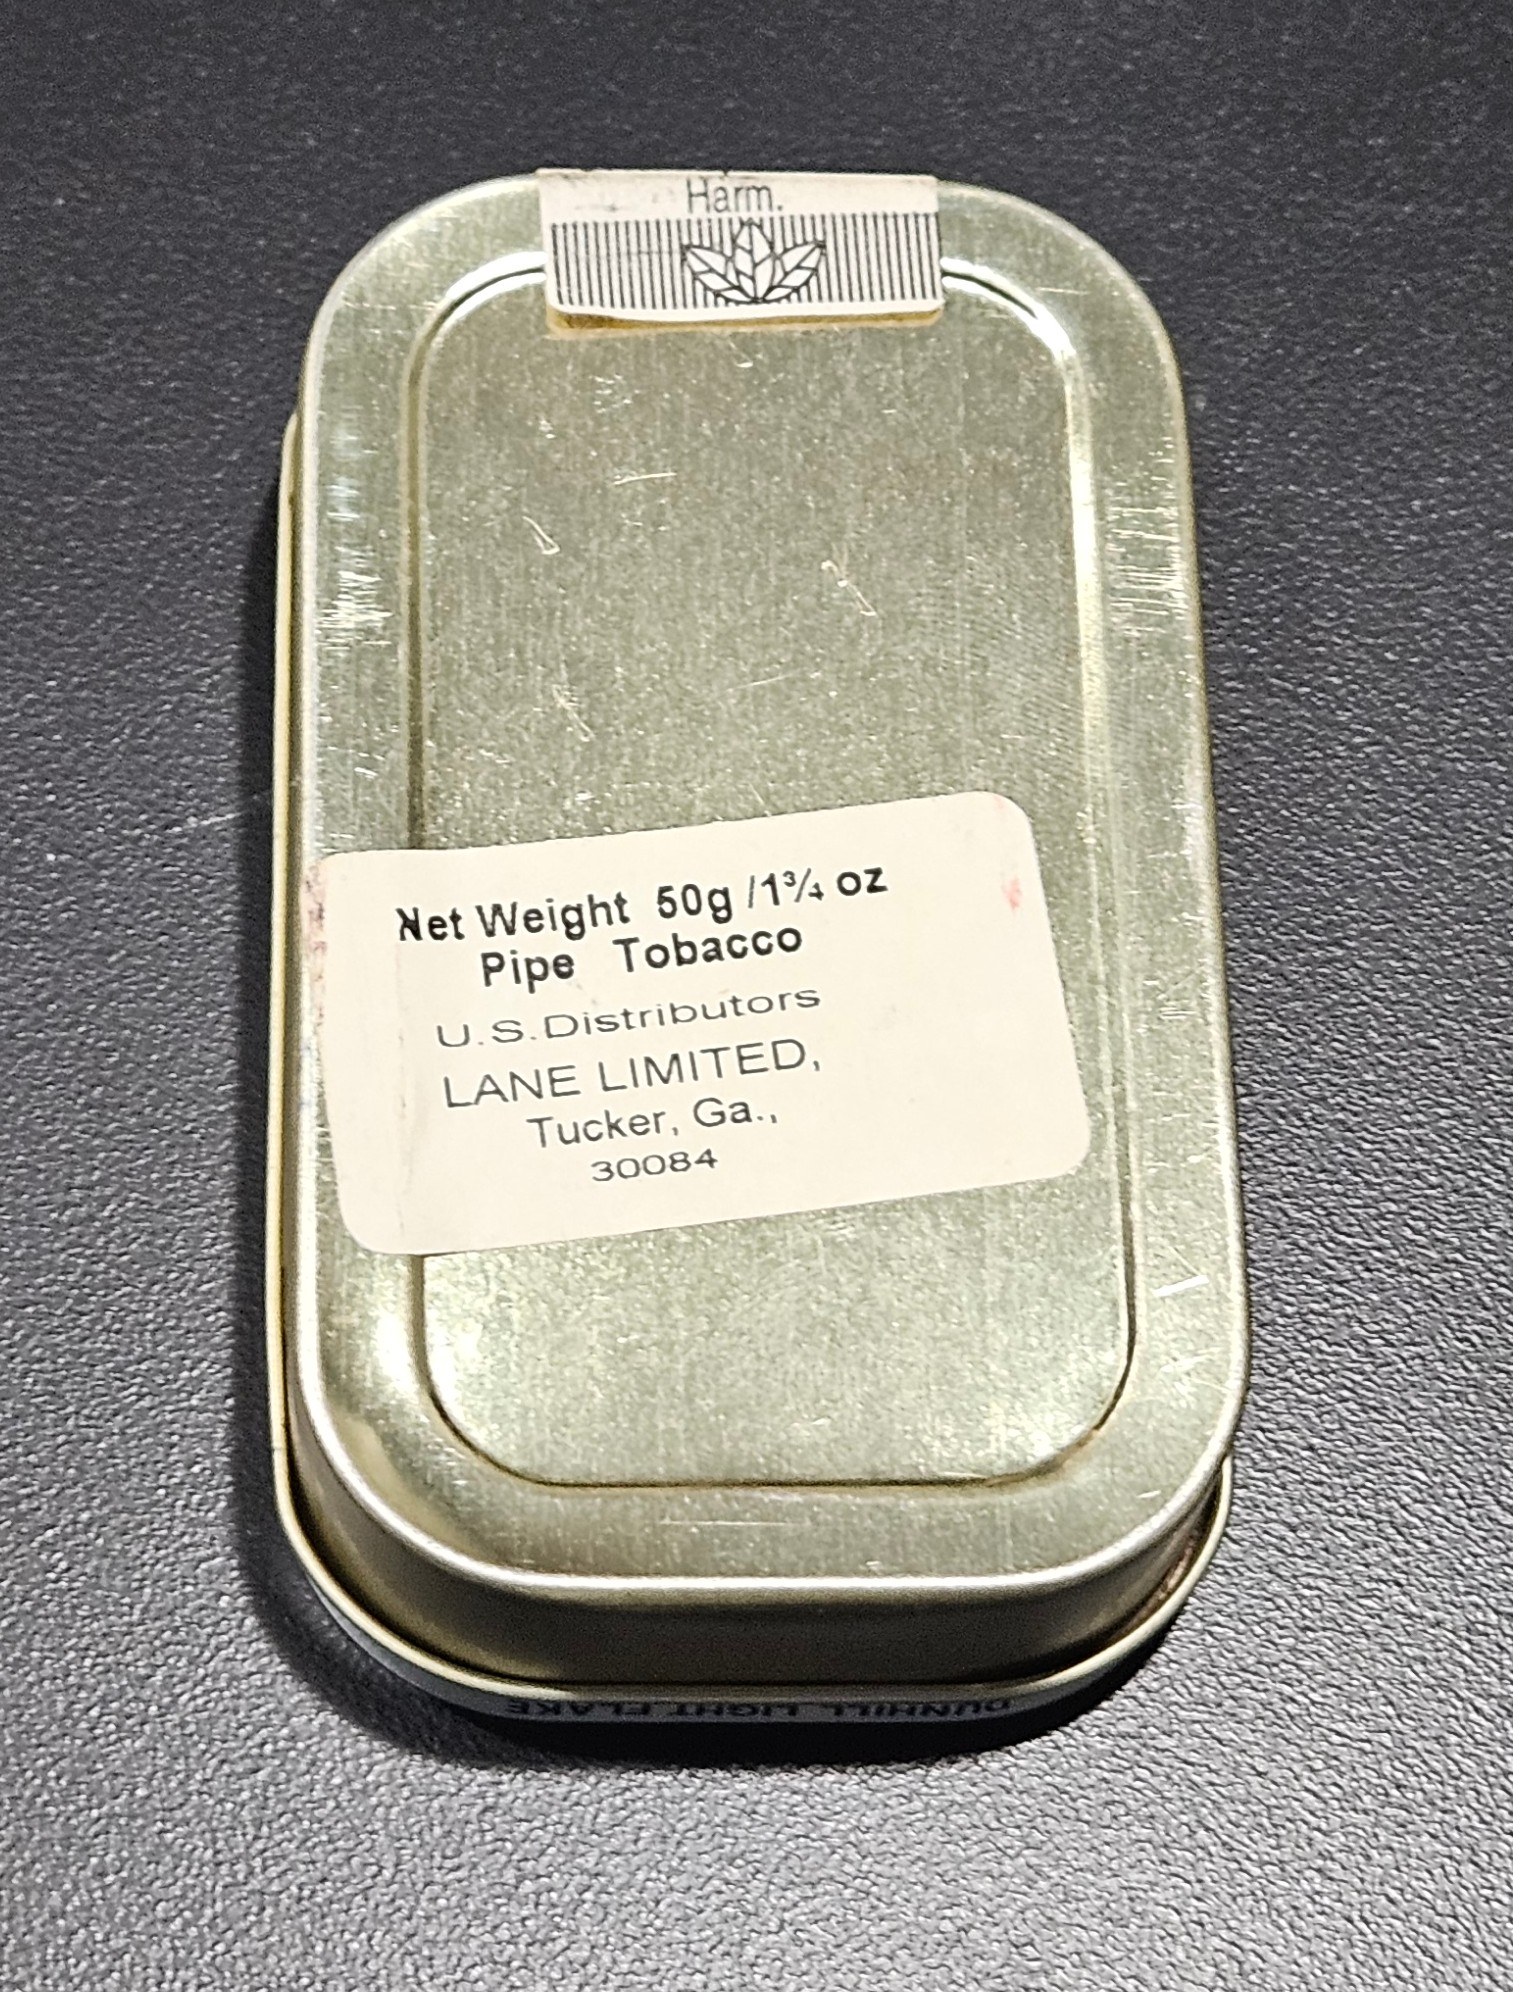 Harm.
Net Weight 50g / 1¾ oz
Pipe Tobacco
U.S. Distributors
LANE LIMITED,
Tucker, Ga.,
30084
DUNHILL LIGHT FLAKE